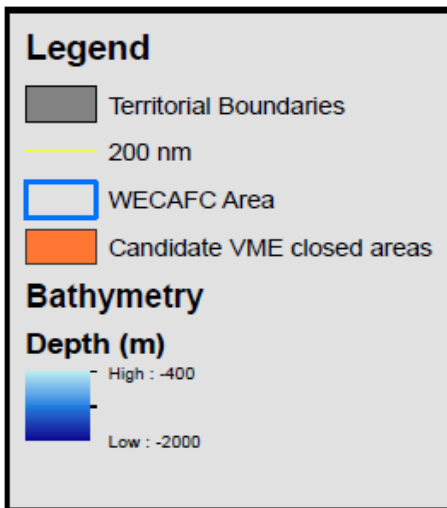 Legend
Territorial Boundaries
200 nm
WECAFC Area
Candidate VME closed areas
Bathymetry
Depth (m)
High : -400
Low : -2000